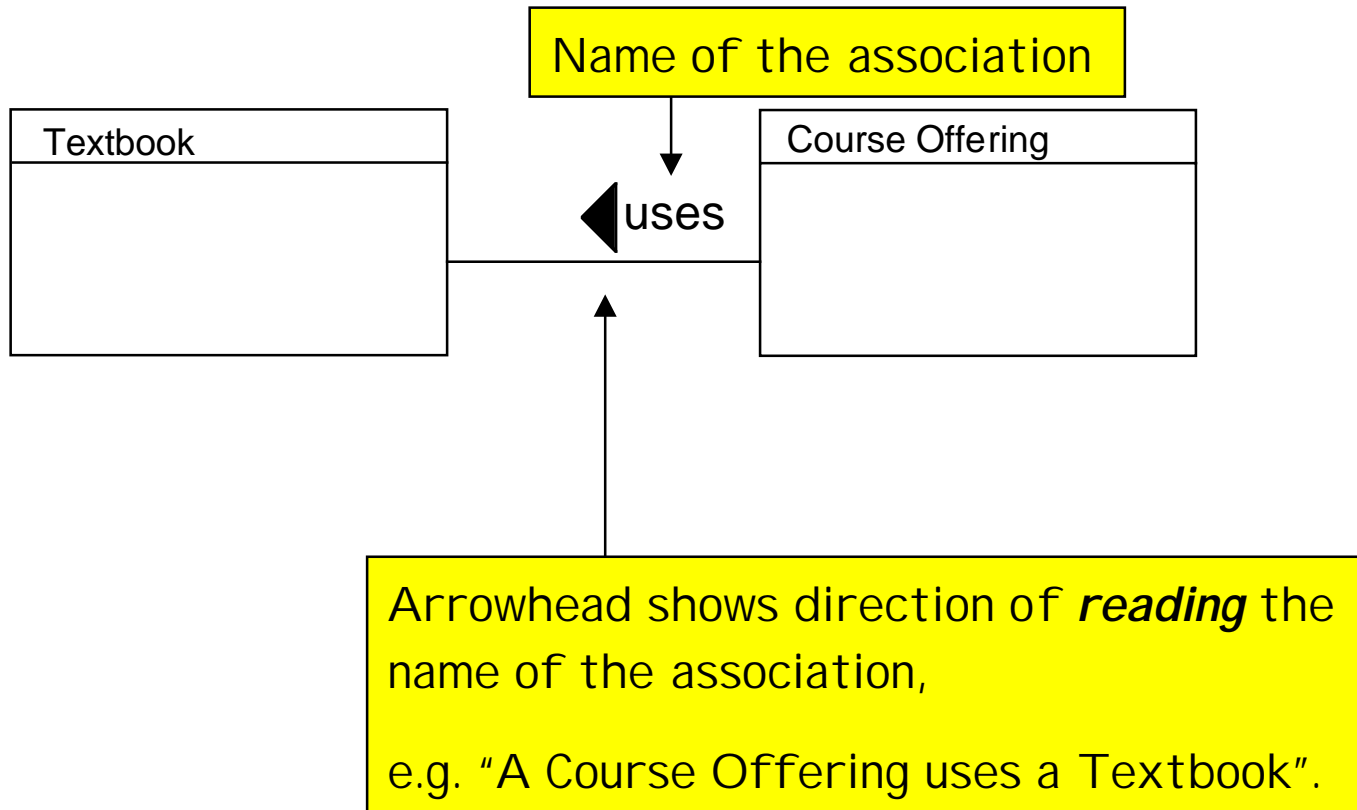 Name of the association
Textbook
Course Offering
uses
Arrowhead shows direction of reading the
name of the association,
e.g. “A Course Offering uses a Textbook”.